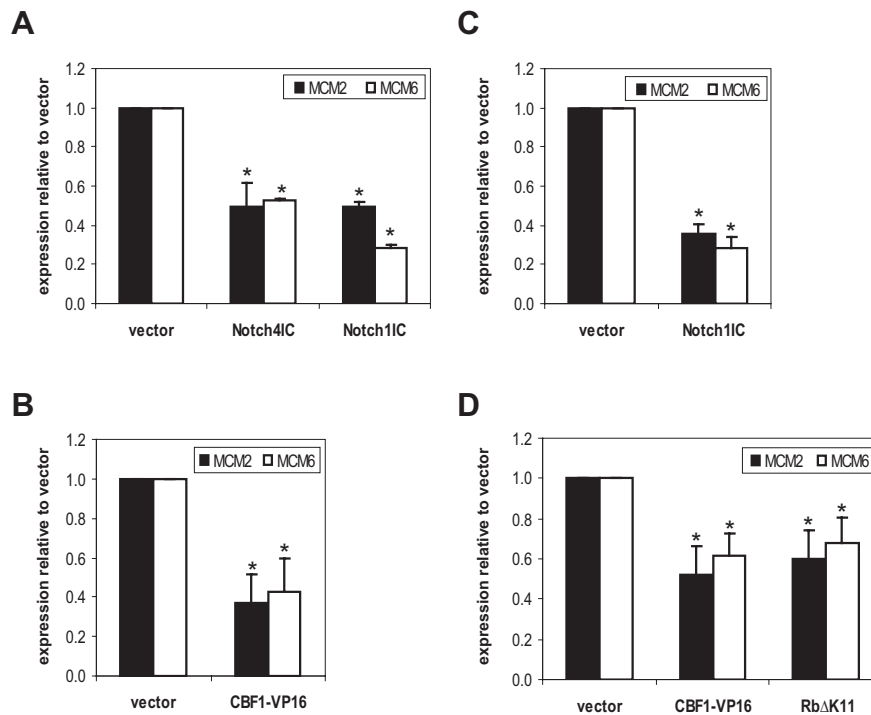 A
expression relative to vector
1.2
1.0
0.8
0.6
0.4
0.2
0.0
MCM2 MCM6
* * * *
vector Notch4IC Notch1IC
C
expression relative to vector
1.2
1.0
0.8
0.6
0.4
0.2
0.0
MCM2 MCM6
* *
vector Notch1IC
B
expression relative to vector
1.2
1.0
0.8
0.6
0.4
0.2
0.0
MCM2 MCM6
* *
vector CBF1-VP16
D
expression relative to vector
1.2
1.0
0.8
0.6
0.4
0.2
0.0
MCM2 MCM6
* * * *
vector CBF1-VP16 RbΔK11